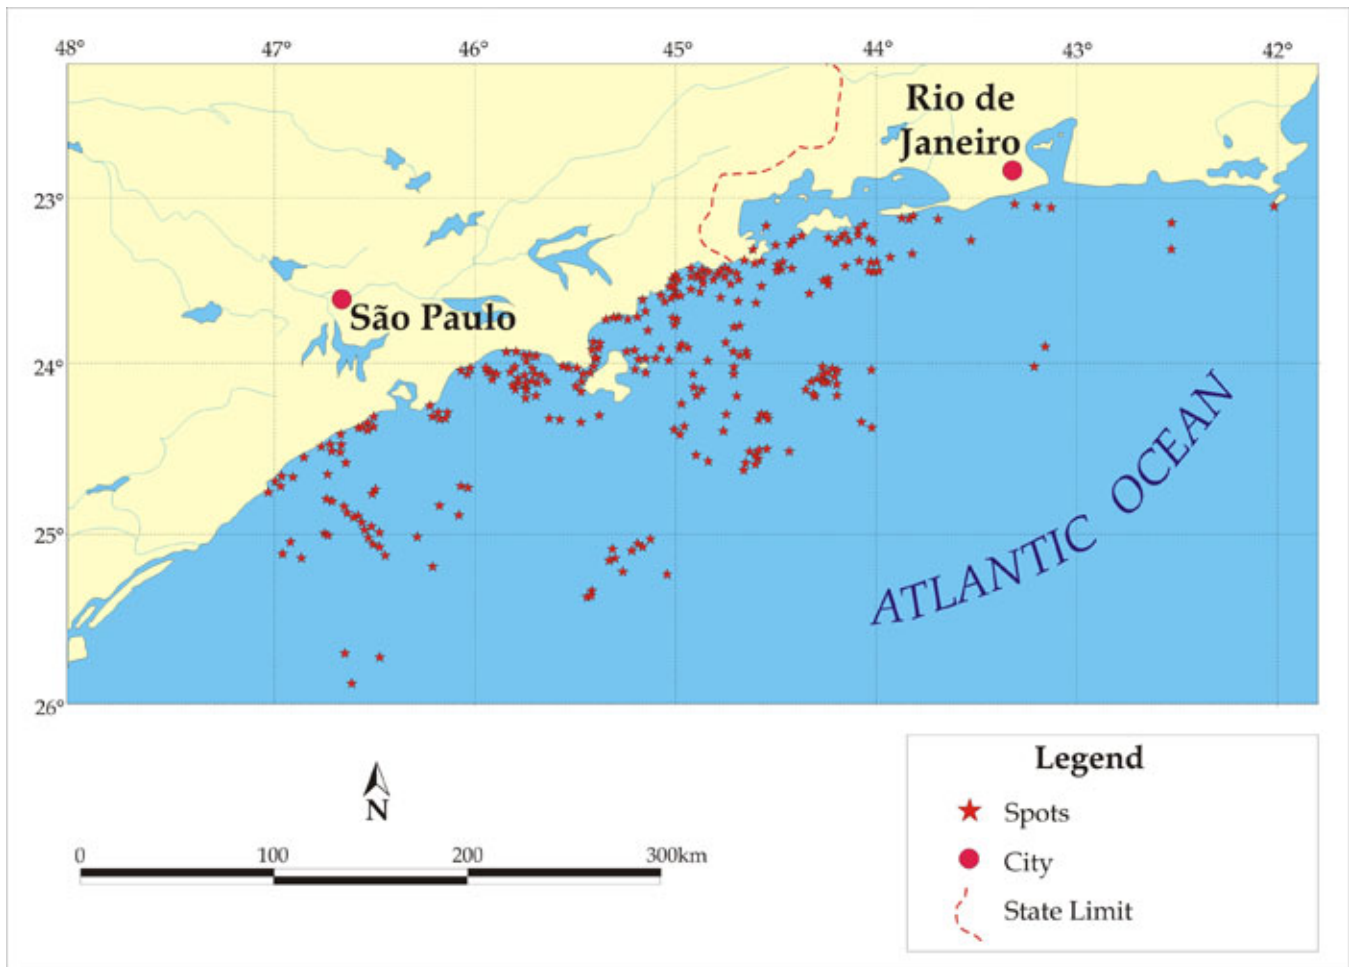 48° 47° 46° 45° 44° 43° 42°
Rio de
Janeiro
23°
São Paulo
24°
ATLANTIC OCEAN
25°
26°
N
0 100 200 300km
Legend
Spots
City
State Limit